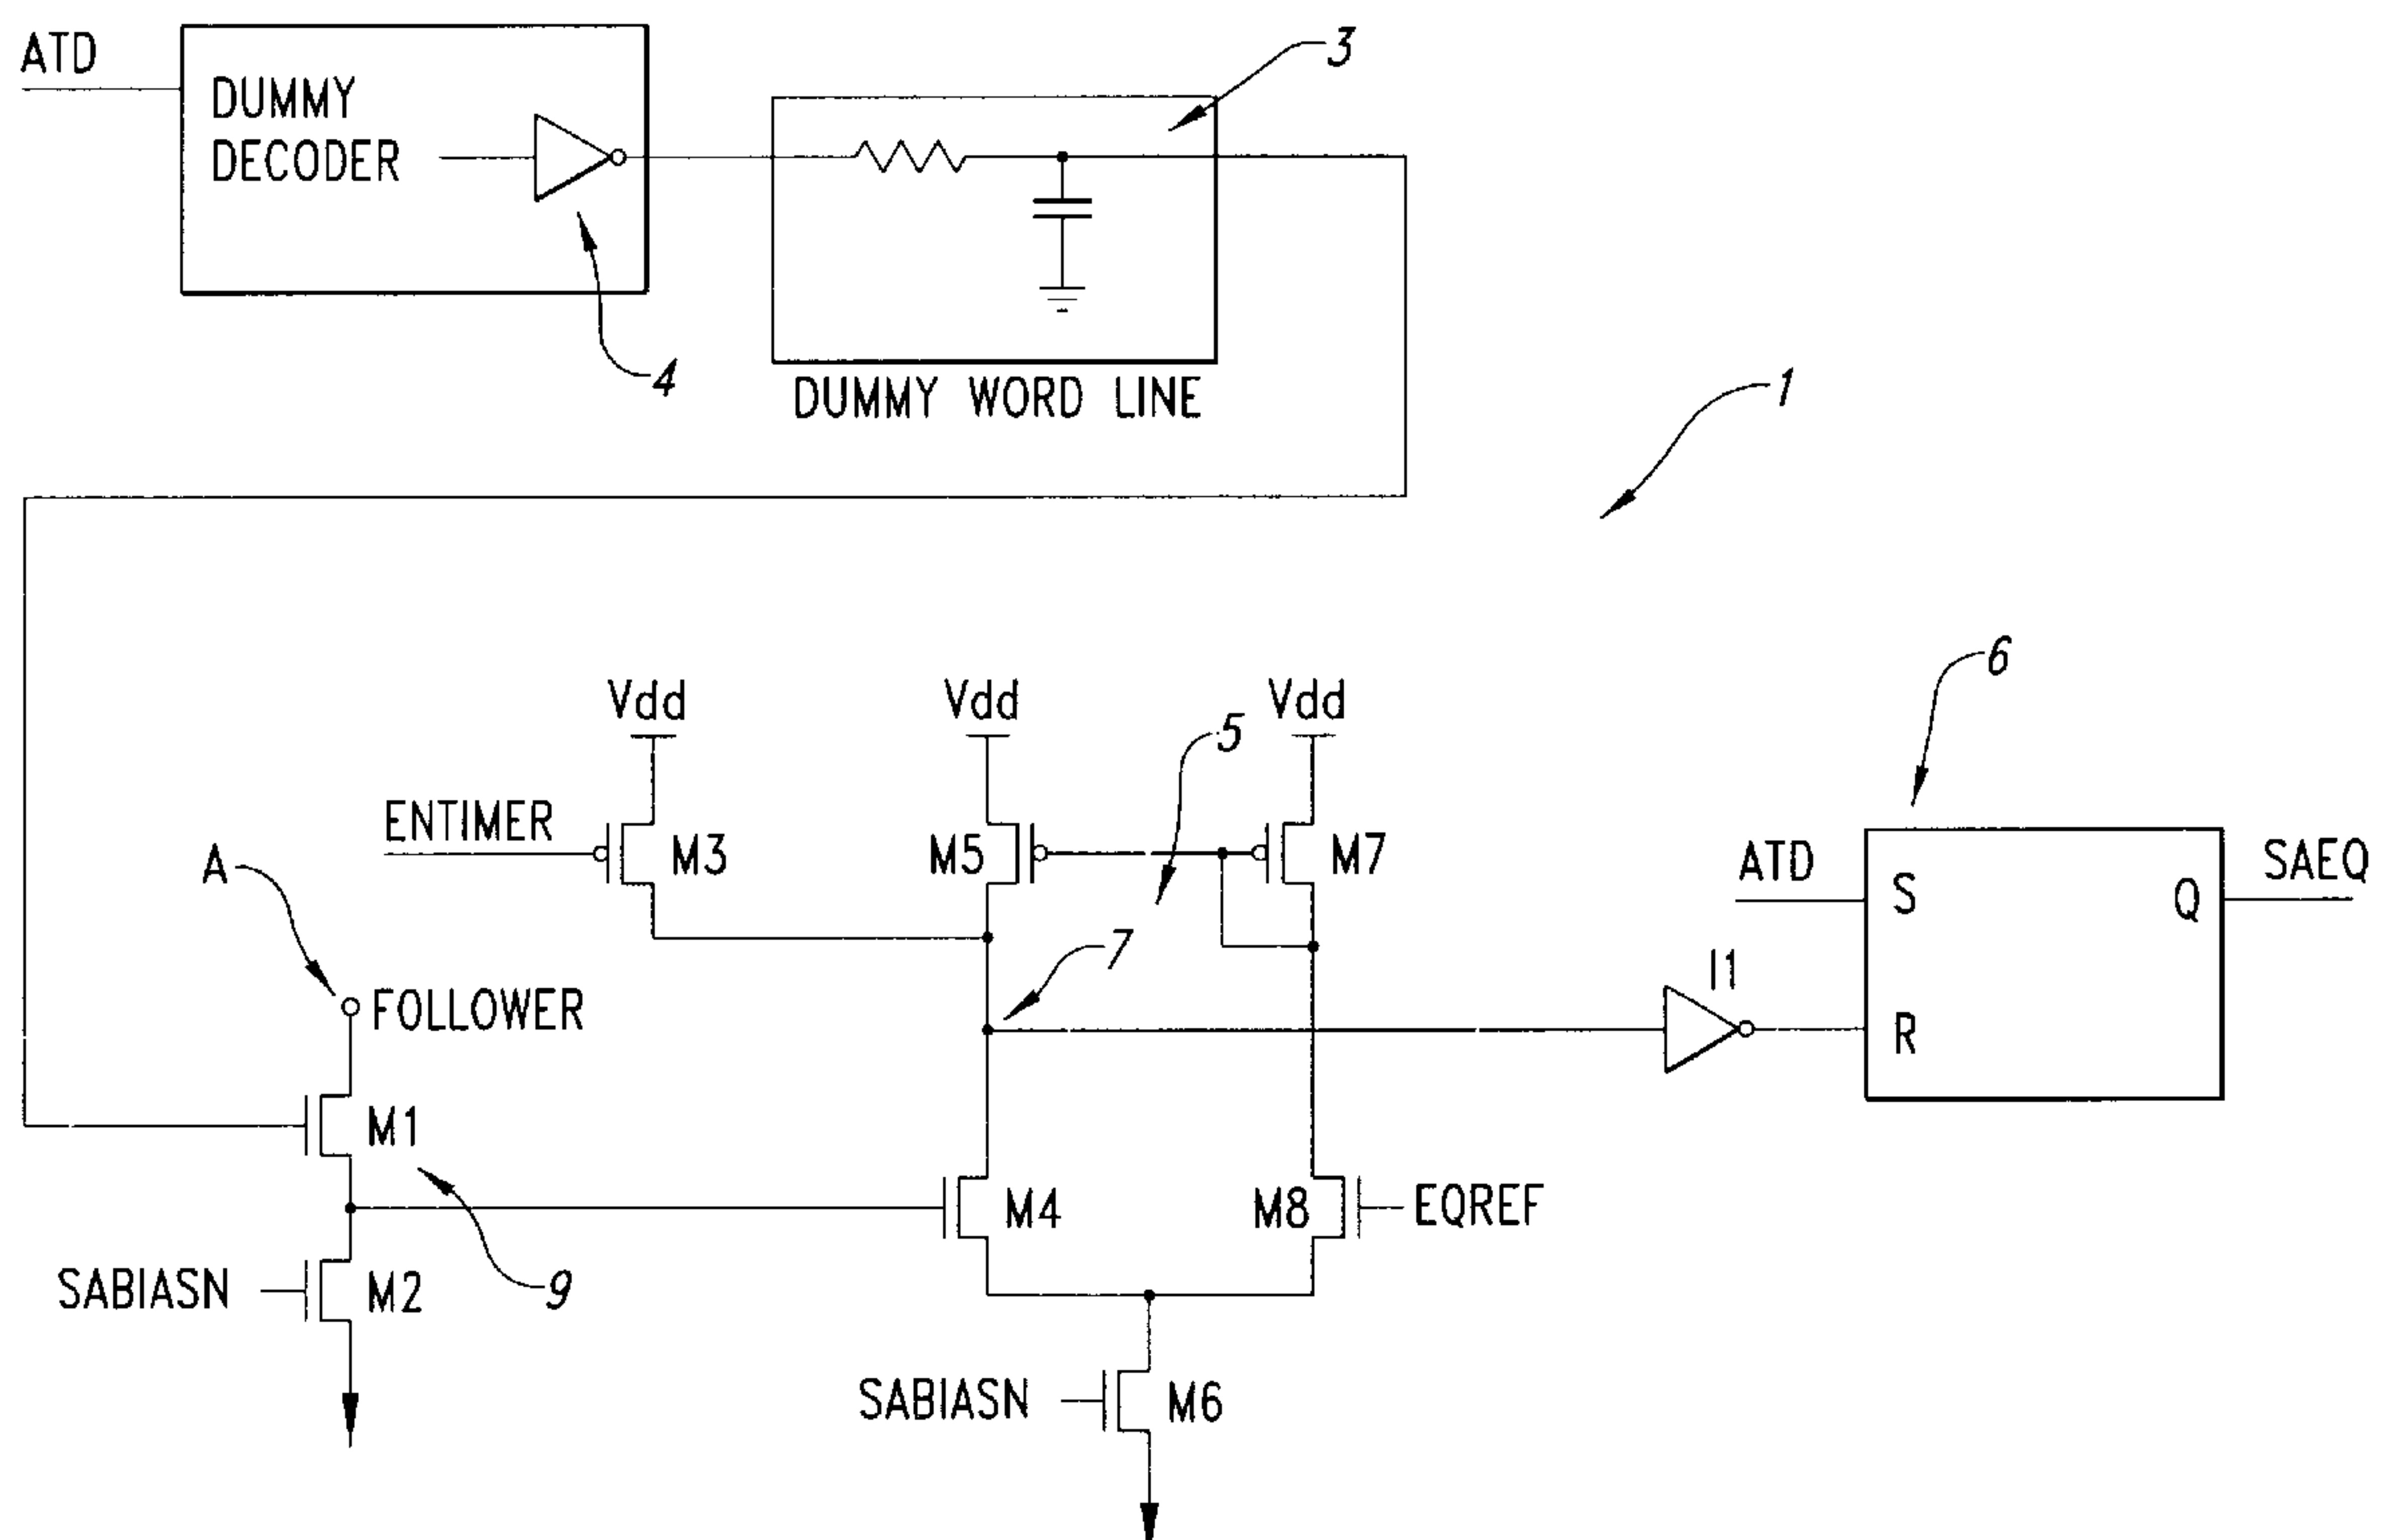 ATD
DUMMY
DECODER
3
4
DUMMY WORD LINE
1
6
Vdd
Vdd
Vdd
5
ENTIMER
M3
M5
M7
ATD
S
Q
SAEQ
A
7
I1
FOLLOWER
R
M1
M4
M8
EQREF
SABIASN
M2
9
SABIASN
M6